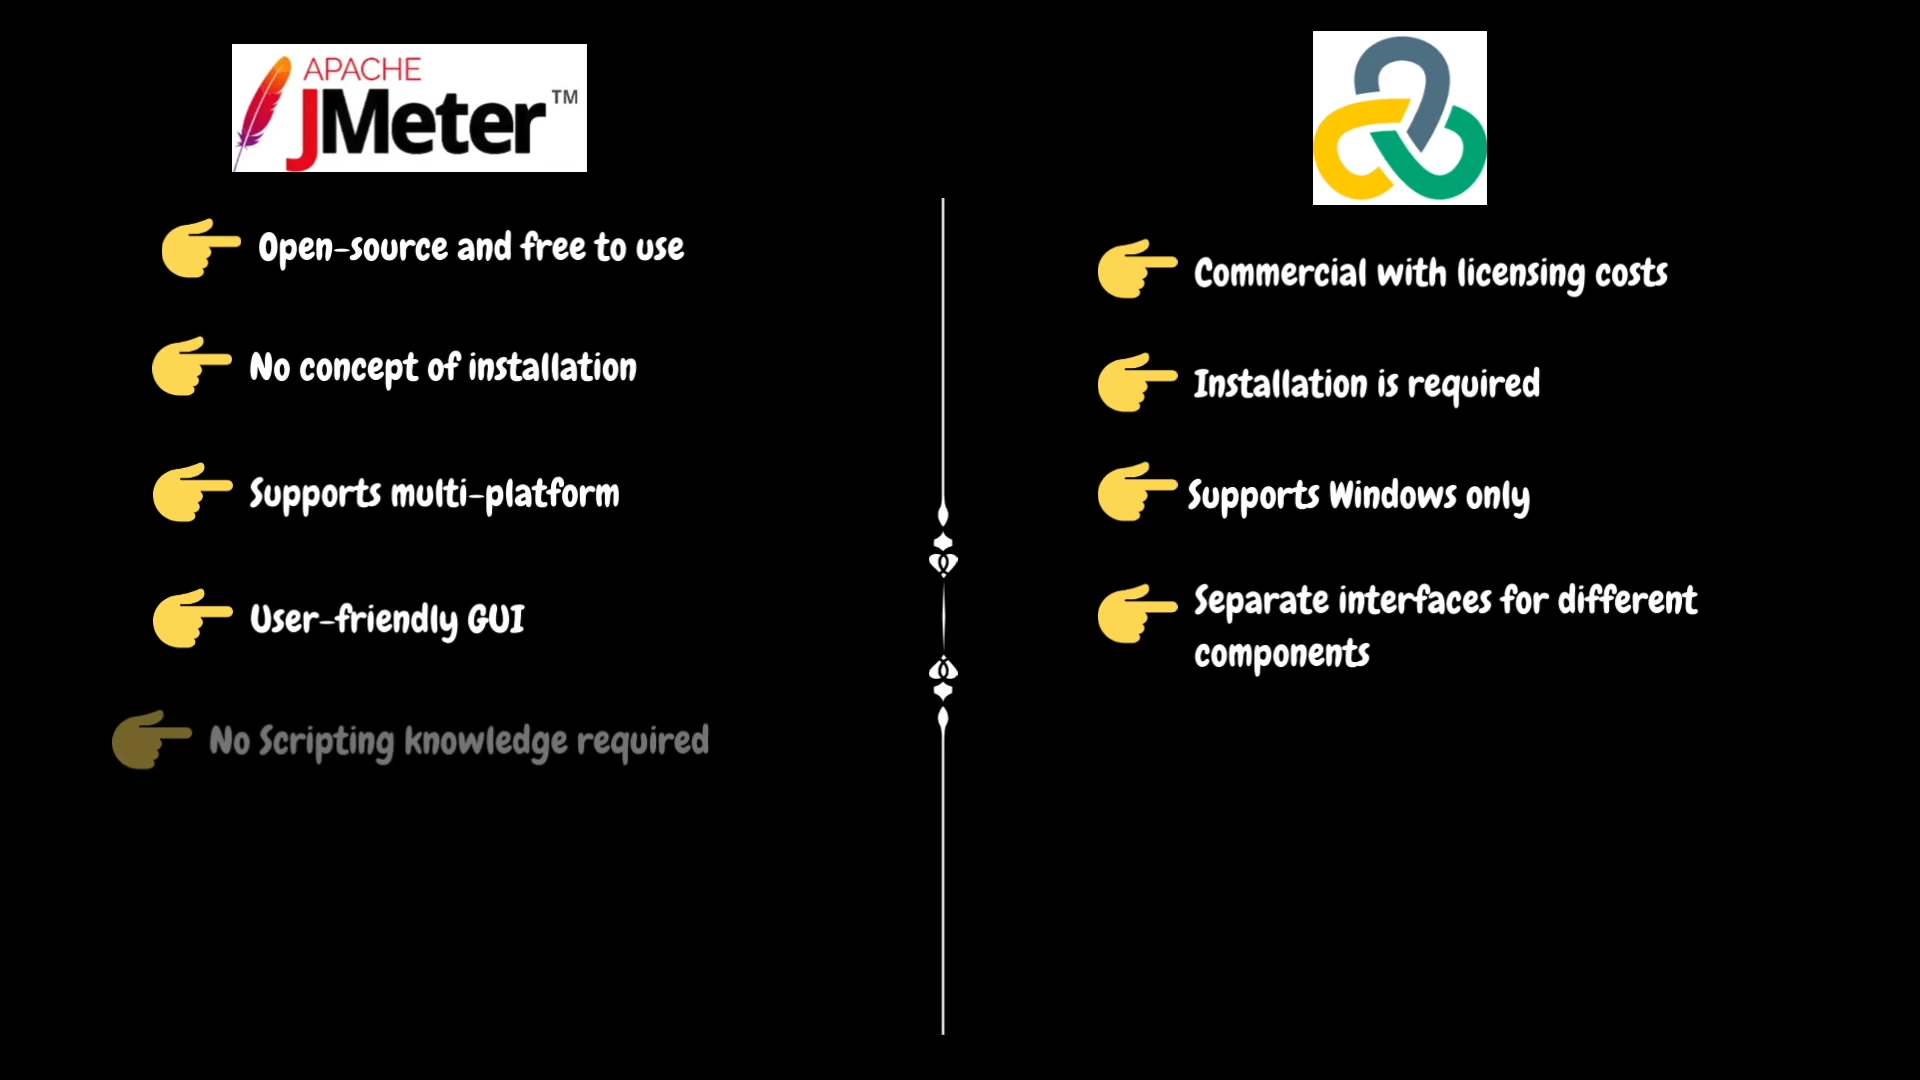 APACHE
JMeter™
Open-source and free to use
No concept of installation
Supports multi-platform
User-friendly GUI
No Scripting knowledge required
Commercial with licensing costs
Installation is required
Supports Windows only
Separate interfaces for different
components